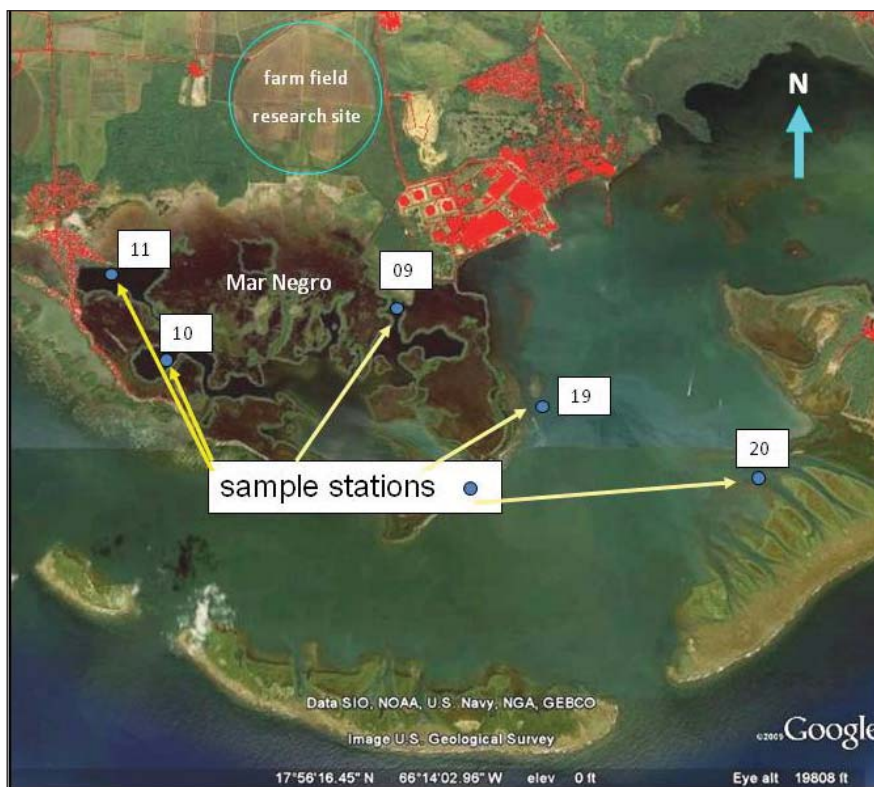 farm field
research site
N
11
Mar Negro
09
10
19
20
sample stations
Data SIO, NOAA, U.S. Navy, NGA, GEBCO
©2009 Google
Image U.S. Geological Survey
17°56'16.45" N 66°14'02.96" W elev 0 ft Eye alt 19808 ft